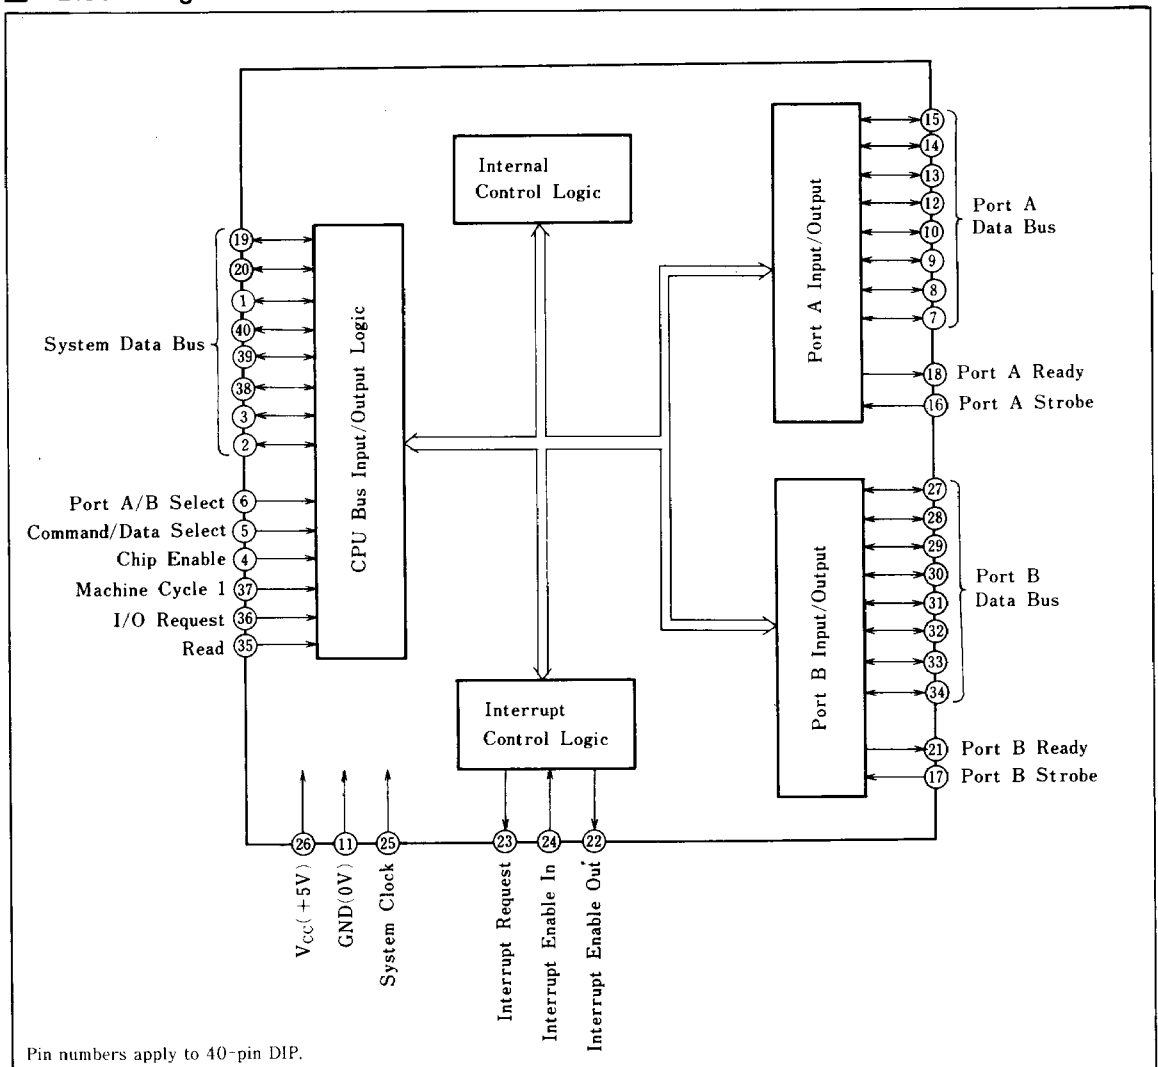 Internal
Control Logic
CPU Bus Input/Output Logic
Port A Input/Output
Port B Input/Output
Interrupt
Control Logic
System Data Bus
19
20
1
40
39
38
3
2
Port A/B Select 6
Command/Data Select 5
Chip Enable 4
Machine Cycle 1 37
I/O Request 36
Read 35
15
14
13
12
10
9
8
7
Port A
Data Bus
18 Port A Ready
16 Port A Strobe
27
28
29
30
31
32
33
34
Port B
Data Bus
21 Port B Ready
17 Port B Strobe
26
11
25
23
24
22
VCC(+5V)
GND(0V)
System Clock
Interrupt Request
Interrupt Enable In
Interrupt Enable Out
Pin numbers apply to 40-pin DIP.